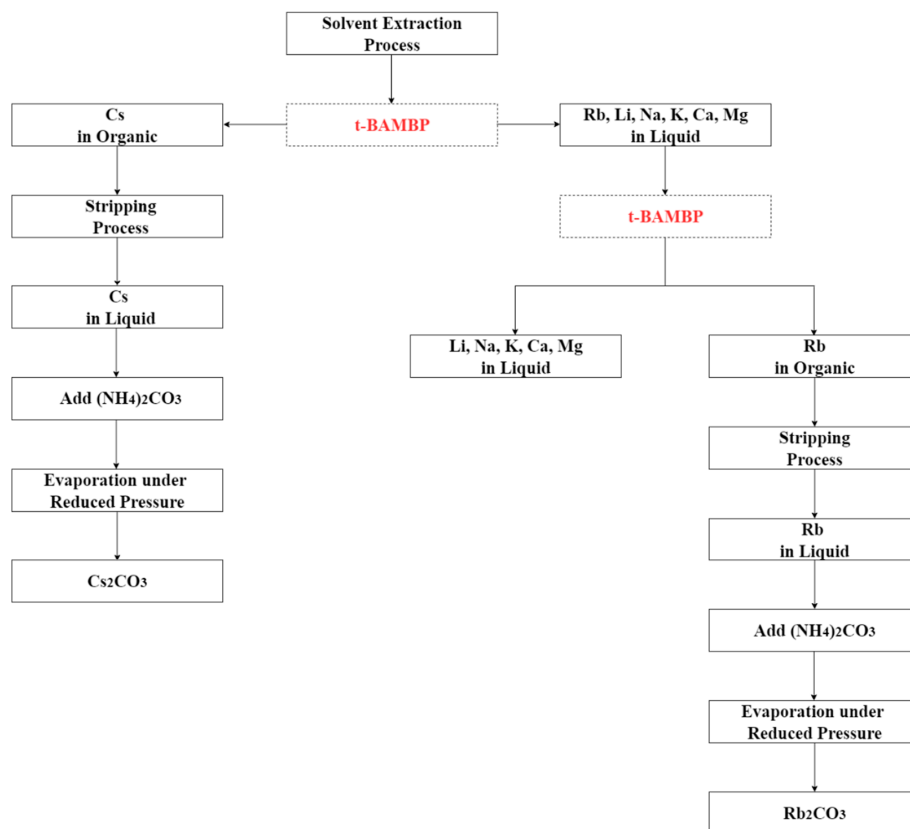 Solvent Extraction
Process
Cs
in Organic
t-BAMBP
Rb, Li, Na, K, Ca, Mg
in Liquid
Stripping
Process
t-BAMBP
Cs
in Liquid
Li, Na, K, Ca, Mg
in Liquid
Rb
in Organic
Add (NH4)2CO3
Stripping
Process
Evaporation under
Reduced Pressure
Rb
in Liquid
Cs2CO3
Add (NH4)2CO3
Evaporation under
Reduced Pressure
Rb2CO3